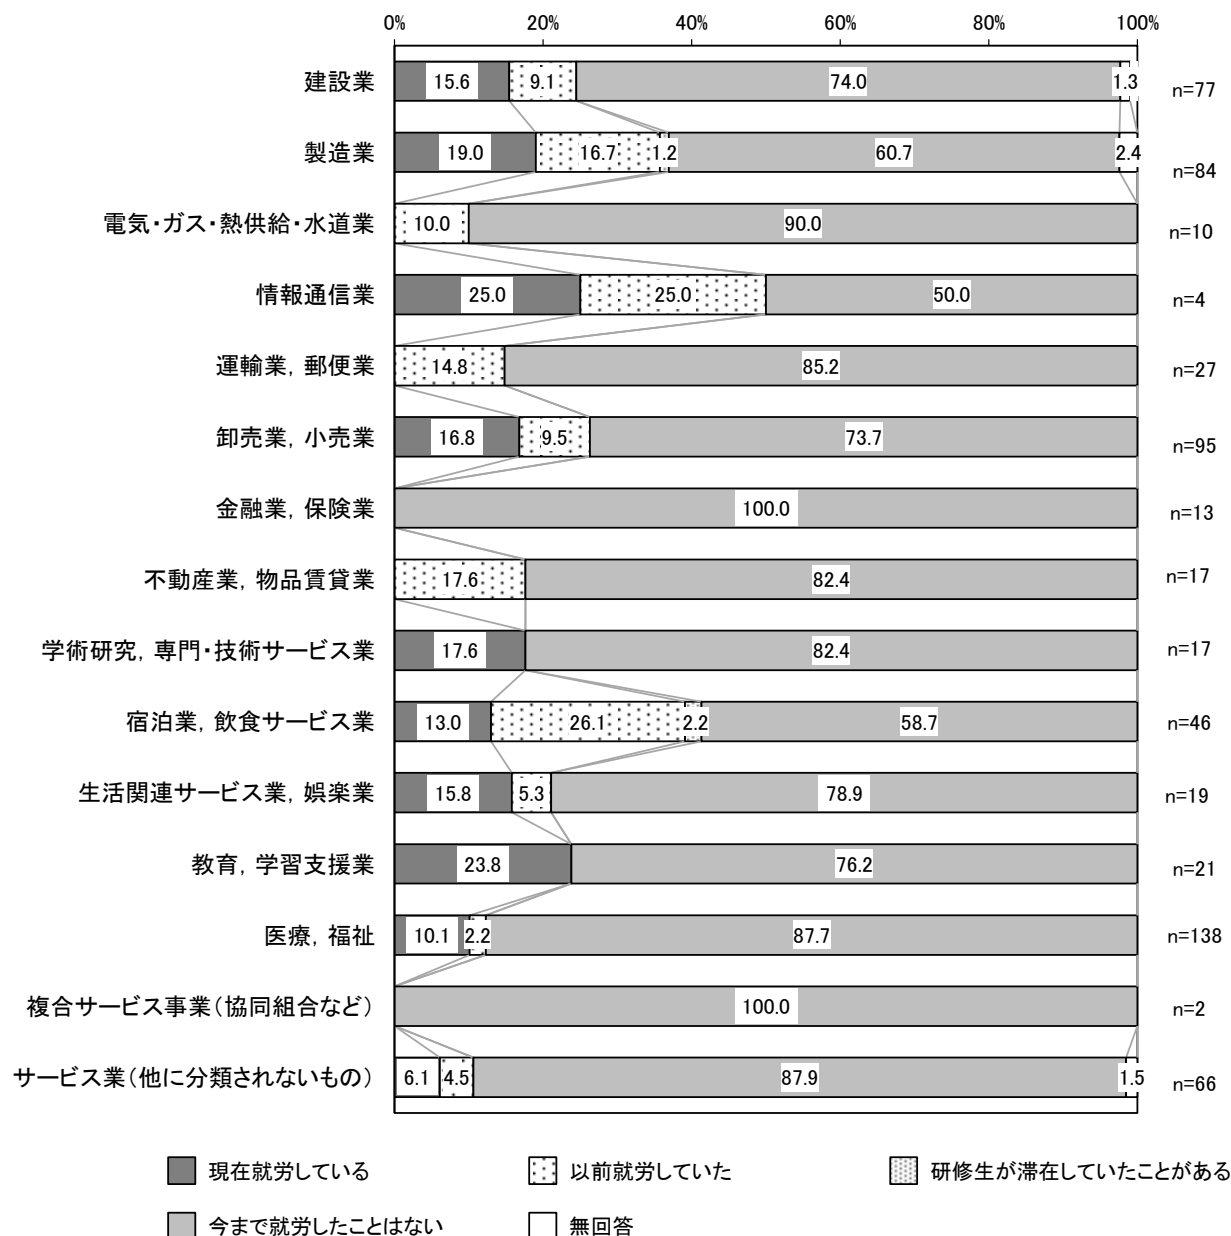 0% 20% 40% 60% 80% 100%
建設業 15.6 9.1 74.0 1.3 n=77
製造業 19.0 16.7 1.2 60.7 2.4 n=84
電気・ガス・熱供給・水道業 10.0 90.0 n=10
情報通信業 25.0 25.0 50.0 n=4
運輸業，郵便業 14.8 85.2 n=27
卸売業，小売業 16.8 9.5 73.7 n=95
金融業，保険業 100.0 n=13
不動産業，物品賃貸業 17.6 82.4 n=17
学術研究，専門・技術サービス業 17.6 82.4 n=17
宿泊業，飲食サービス業 13.0 26.1 2.2 58.7 n=46
生活関連サービス業，娯楽業 15.8 5.3 78.9 n=19
教育，学習支援業 23.8 76.2 n=21
医療，福祉 10.1 2.2 87.7 n=138
複合サービス事業（協同組合など） 100.0 n=2
サービス業（他に分類されないもの） 6.1 4.5 87.9 1.5 n=66
現在就労している 以前就労していた 研修生が滞在していたことがある
今まで就労したことはない 無回答